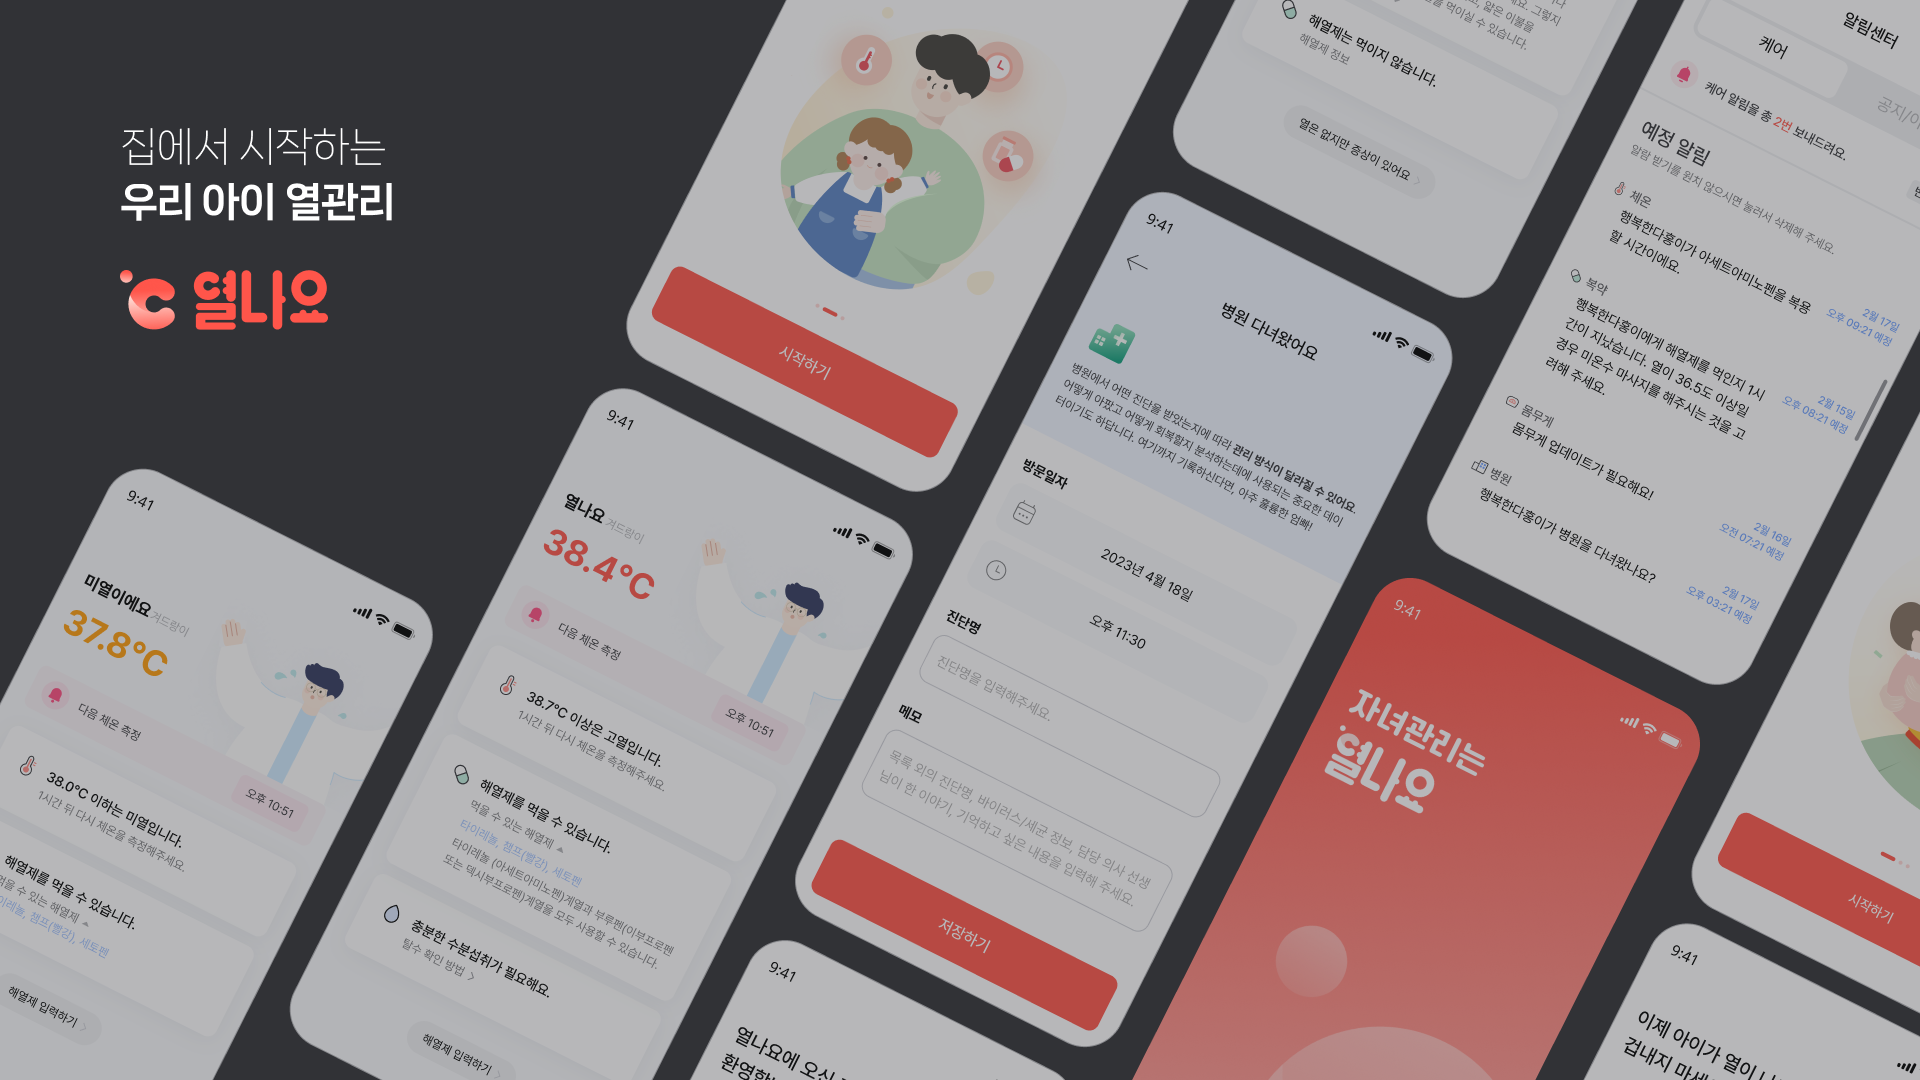 집에서 시작하는
우리 아이 열관리
열나요
시작하기
해열제는 먹이지 않습니다.
해열제 정보
열은 없지만 증상이 있어요
알림센터
케어
케어 알림을 총 2번 보내드려요.
예정 알림
알람 받기를 원치 않으시면 눌러서 삭제해 주세요.
체온
행복한다홍이가 아세트아미노펜을 복용
할 시간이에요.
2월 17일
오후 09:21 예정
복약
행복한다홍이에게 해열제를 먹인지 1시
간이 지났습니다. 열이 36.5도 이상일
경우 미온수 마사지를 해주시는 것을 고
려해 주세요.
2월 15일
오후 08:21 예정
몸무게
몸무게 업데이트가 필요해요!
2월 16일
오전 07:21 예정
병원
행복한다홍이가 병원을 다녀왔나요?
2월 17일
오후 03:21 예정
9:41
병원 다녀왔어요
병원에서 어떤 진단을 받았는지에 따라 관리 방식이 달라질 수 있어요.
어떻게 아팠고 어떻게 회복할지 분석하는데에 사용되는 중요한 데이
터이기도 하답니다. 여기까지 기록하신다면, 아주 훌륭한 엄빠!
방문일자
2023년 4월 18일
오후 11:30
진단명
진단명을 입력해주세요.
메모
목록 외의 진단명, 바이러스/세균 정보, 담당 의사 선생
님이 한 이야기, 기억하고 싶은 내용을 입력해 주세요.
저장하기
9:41
열나요 겨드랑이
38.4°C
다음 체온 측정
오후 10:51
38.7°C 이상은 고열입니다.
1시간 뒤 다시 체온을 측정해주세요.
해열제를 먹을 수 있습니다.
먹을 수 있는 해열제
타이레놀, 챔프(빨강), 세토펜
타이레놀 (아세트아미노펜)계열과 부루펜(이부프로펜
또는 덱시부프로펜)계열을 모두 사용할 수 있습니다.
충분한 수분섭취가 필요해요.
탈수 확인 방법
해열제 입력하기
9:41
미열이에요 겨드랑이
37.8°C
다음 체온 측정
오후 10:51
38.0°C 이하는 미열입니다.
1시간 뒤 다시 체온을 측정해주세요.
해열제를 먹을 수 있습니다.
먹을 수 있는 해열제
타이레놀, 챔프(빨강), 세토펜
해열제 입력하기
9:41
자녀관리는
열나요
시작하기
9:41
열나요에 오신
9:41
이제 아이가 열이